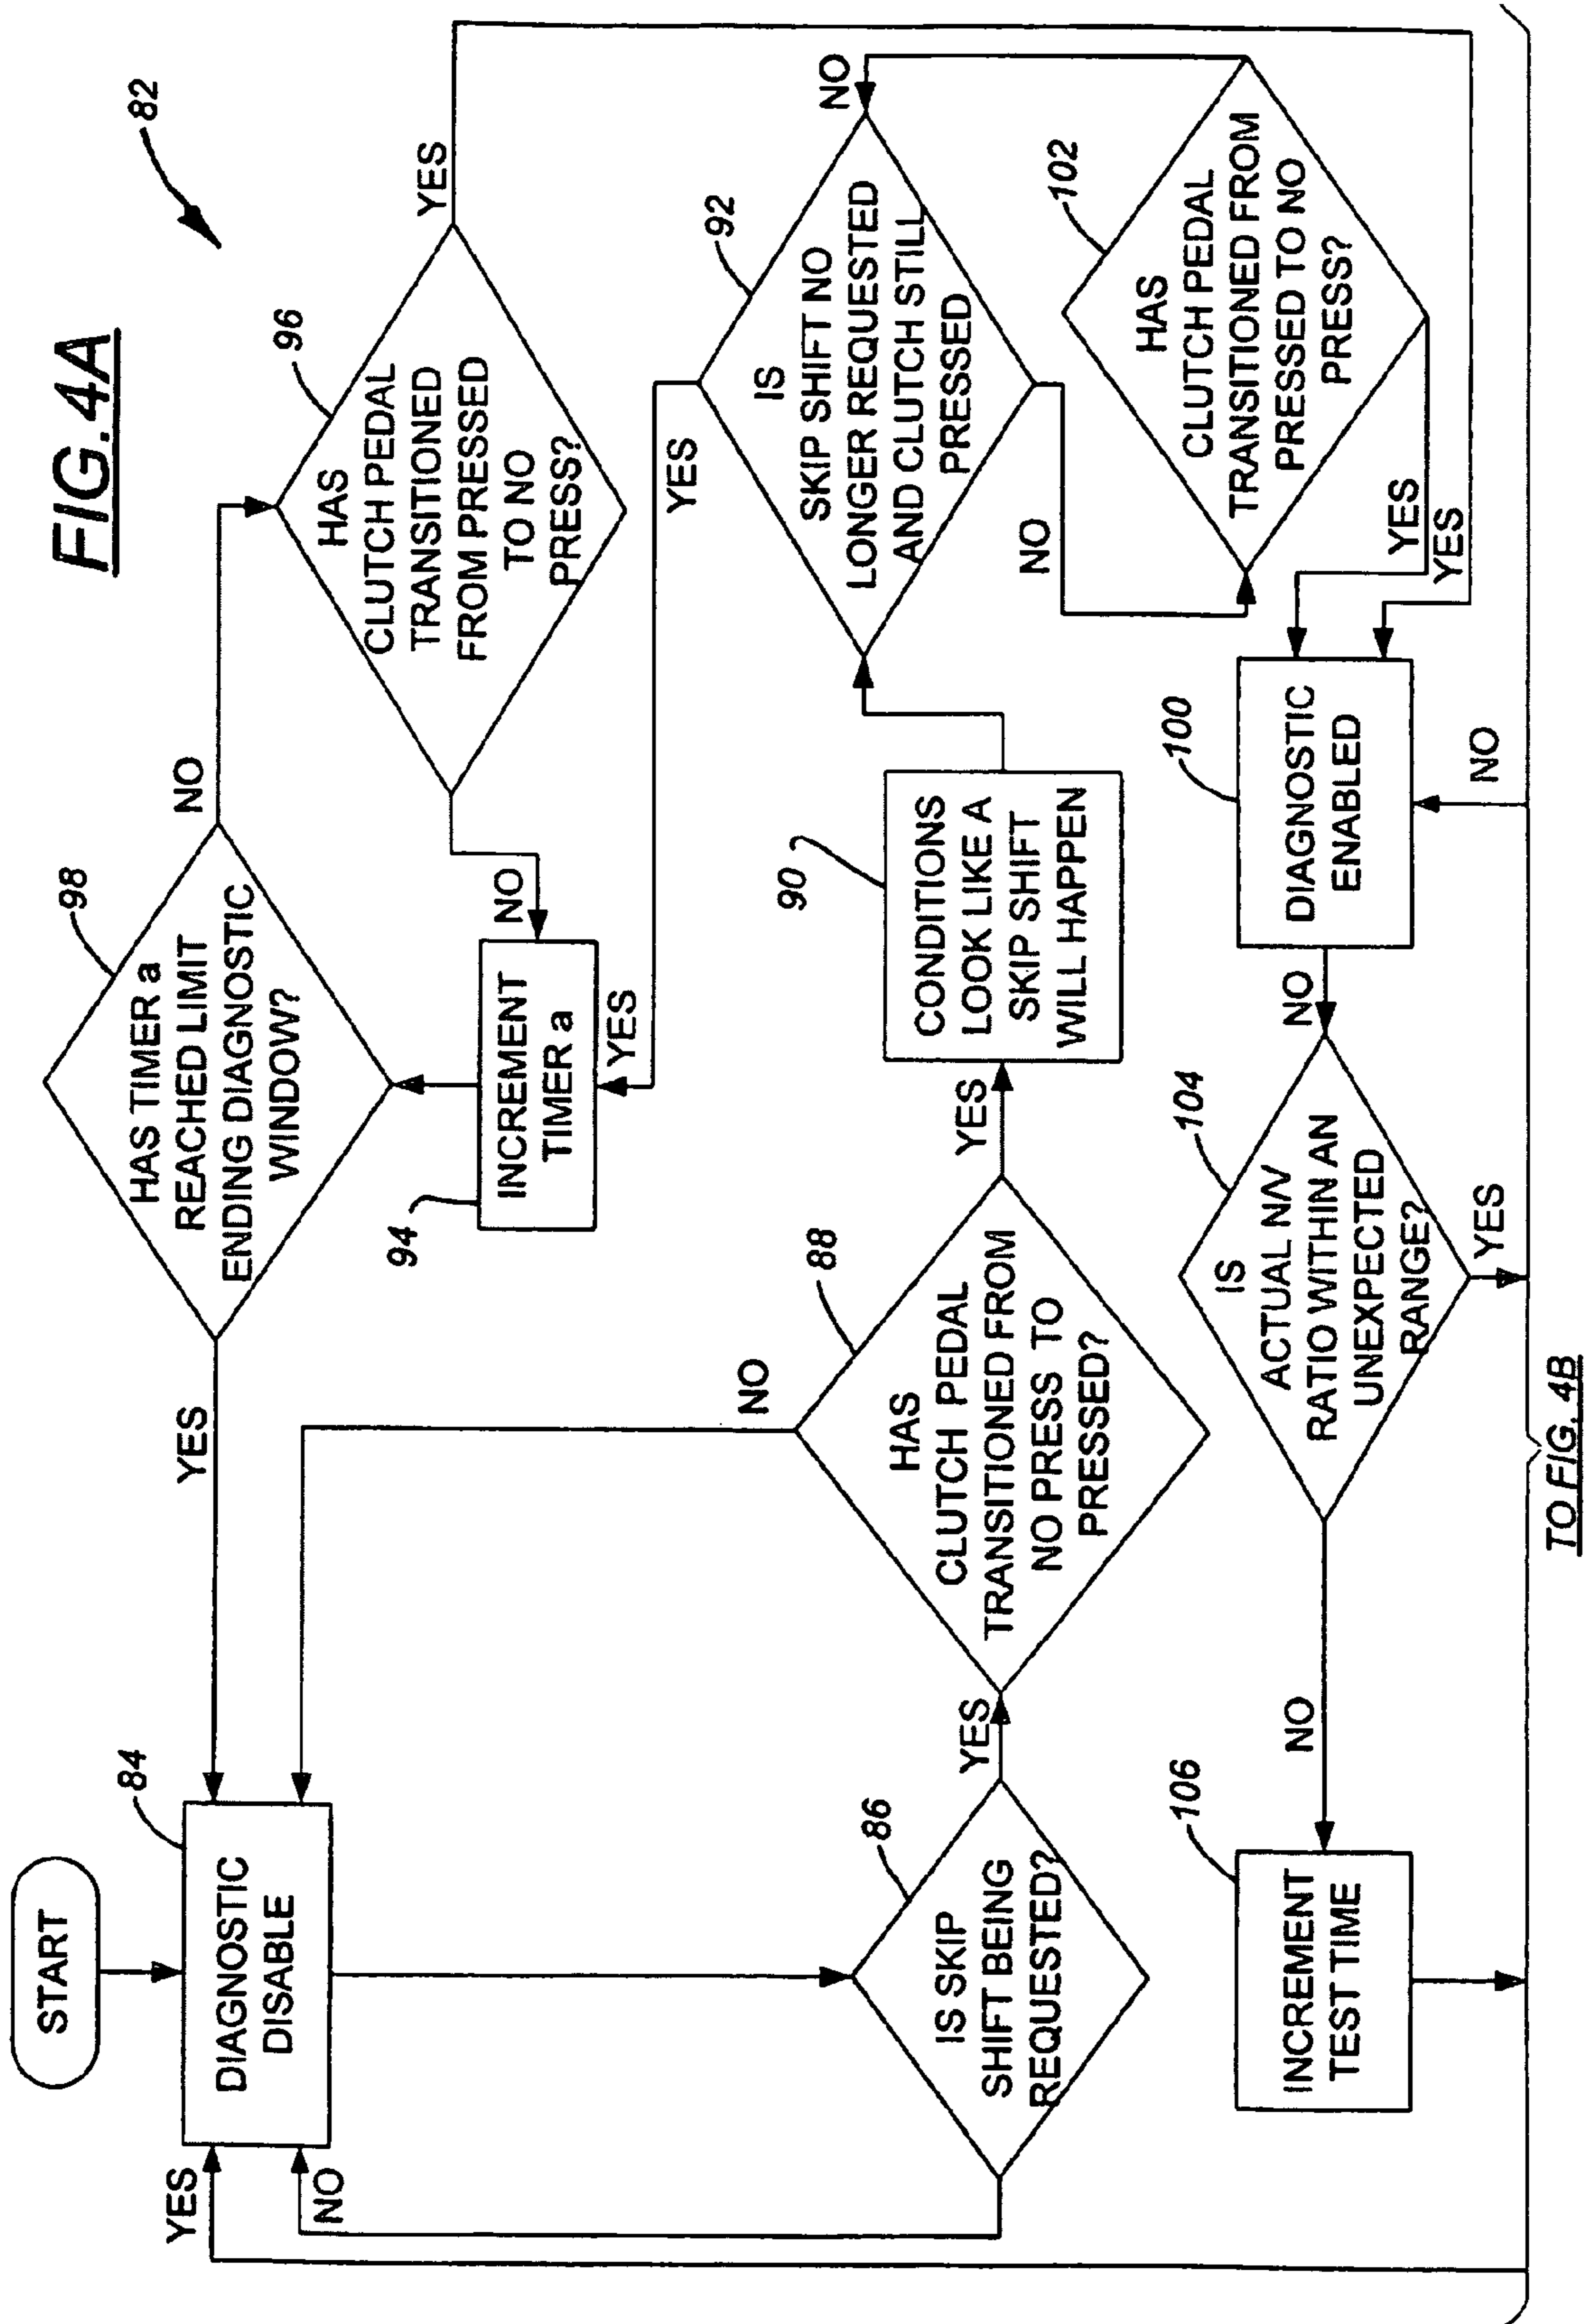 FIG.4A
82
START
84
DIAGNOSTIC
DISABLE
YES
NO
YES
98
HAS TIMER a
REACHED LIMIT
ENDING DIAGNOSTIC
WINDOW?
NO
96
HAS
CLUTCH PEDAL
TRANSITIONED
FROM PRESSED
TO NO
PRESS?
YES
NO
94
INCREMENT
TIMER a
YES
YES
86
IS SKIP
SHIFT BEING
REQUESTED?
YES
NO
88
HAS
CLUTCH PEDAL
TRANSITIONED FROM
NO PRESS TO
PRESSED?
YES
90
CONDITIONS
LOOK LIKE A
SKIP SHIFT
WILL HAPPEN
92
IS
SKIP SHIFT NO
LONGER REQUESTED
AND CLUTCH STILL
PRESSED
NO
NO
102
HAS
CLUTCH PEDAL
TRANSITIONED FROM
PRESSED TO NO
PRESS?
YES
YES
100
DIAGNOSTIC
ENABLED
NO
NO
104
IS
ACTUAL N/V
RATIO WITHIN AN
UNEXPECTED
RANGE?
YES
NO
106
INCREMENT
TEST TIME
TO FIG. 4B